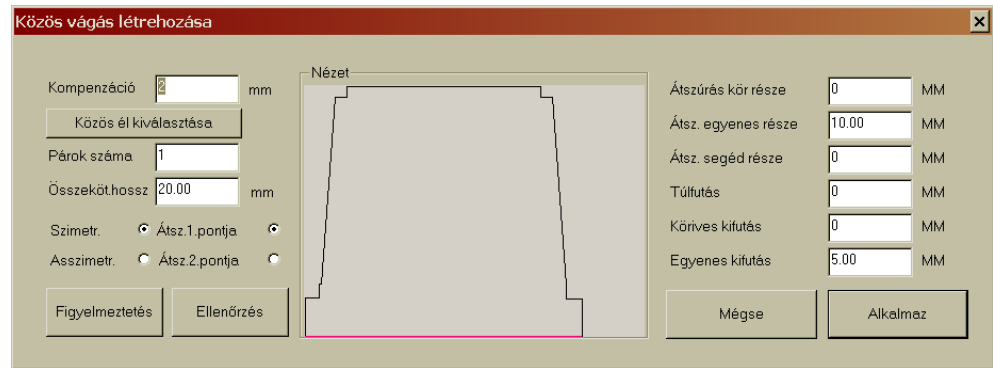 Közös vágás létrehozása
Kompenzáció 2 mm
Közös él kiválasztása
Párok száma 1
Összeköt.hossz 20.00 mm
Szimetr. Átsz.1.pontja
Asszimetr. Átsz.2.pontja
Figyelmeztetés Ellenőrzés
Nézet
Átszúrás kör része 0 MM
Átsz. egyenes része 10.00 MM
Átsz. segéd része 0 MM
Túlfutás 0 MM
Köríves kifutás 0 MM
Egyenes kifutás 5.00 MM
Mégse Alkalmaz